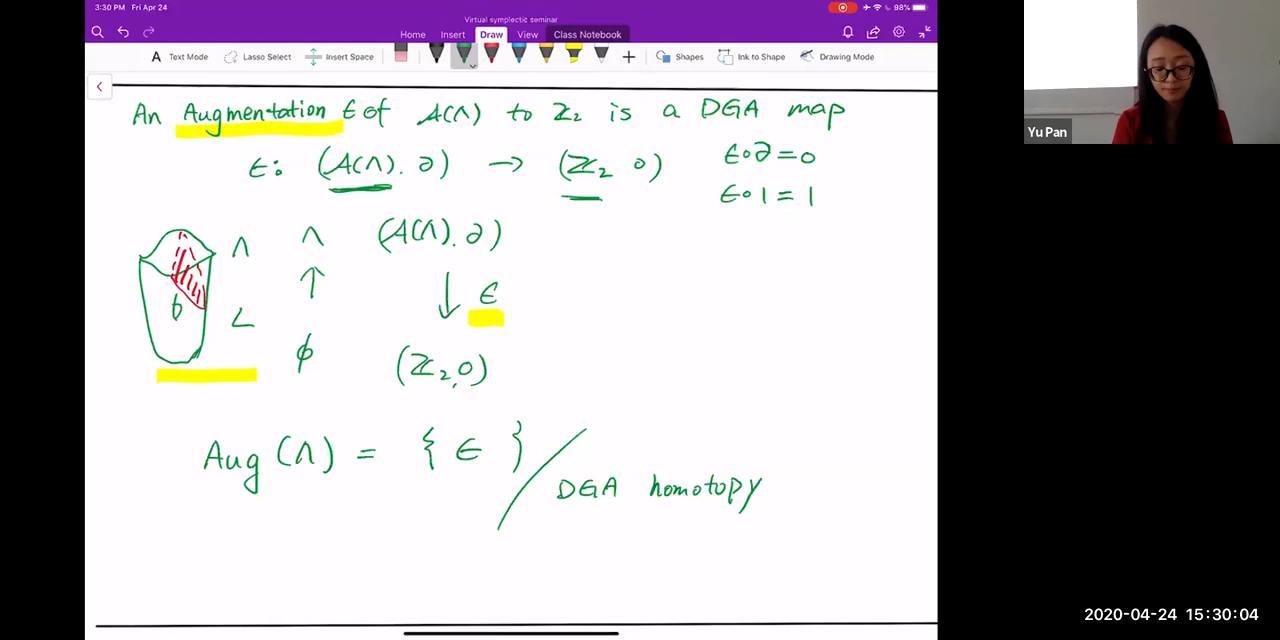 3:30 PM Fri Apr 24
98%
Virtual symplectic seminar
Home Insert Draw View Class Notebook
Text Mode Lasso Select Insert Space Shapes Ink to Shape Drawing Mode
An Augmentation ε of A(Λ) to ℤ₂ is a DGA map
ε: (A(Λ), ∂) → (ℤ₂ 0) ε∘∂=0
ε∘1=1
Λ Λ (A(Λ), ∂)
L ↑ ↓ ε
∅ (ℤ₂, 0)
Aug (Λ) = { ε } / DGA homotopy
Yu Pan
2020-04-24 15:30:04